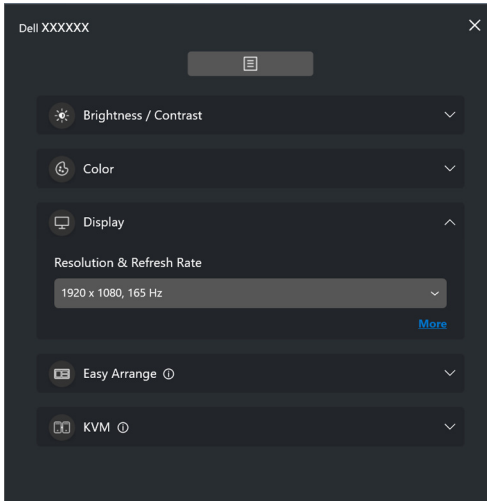 Dell XXXXXX
Brightness / Contrast
Color
Display
Resolution & Refresh Rate
1920 x 1080, 165 Hz
More
Easy Arrange
KVM